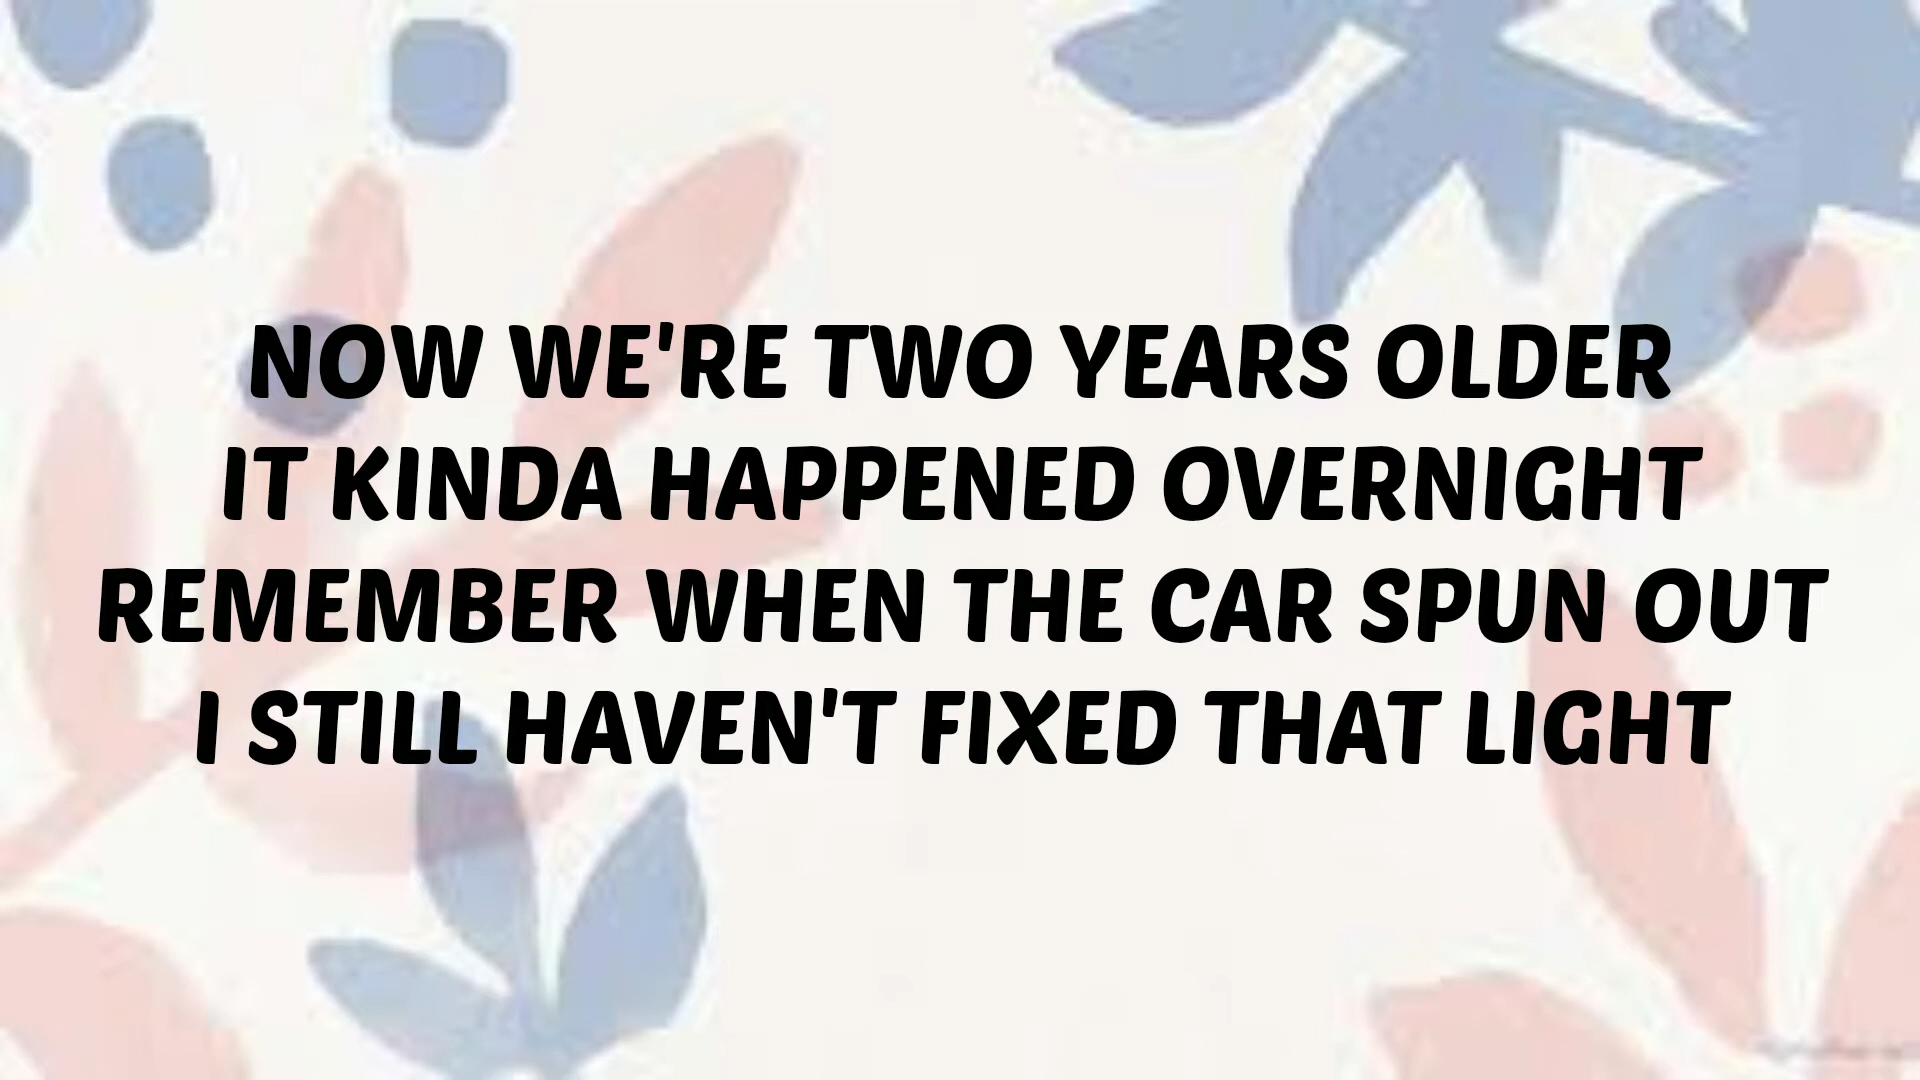 NOW WE'RE TWO YEARS OLDER
IT KINDA HAPPENED OVERNIGHT
REMEMBER WHEN THE CAR SPUN OUT
I STILL HAVEN'T FIXED THAT LIGHT